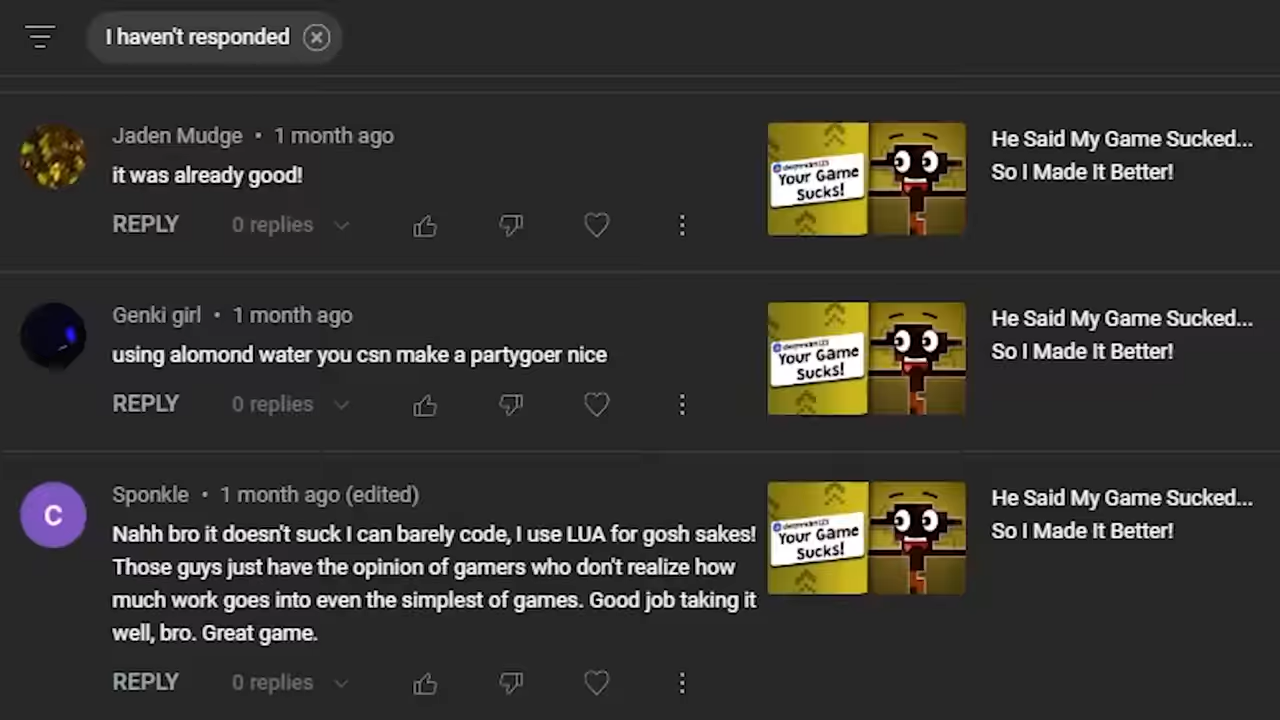 I haven't responded
Jaden Mudge • 1 month ago
it was already good!
REPLY 0 replies
Your Game
Sucks!
He Said My Game Sucked...
So I Made It Better!
Genki girl • 1 month ago
using alomond water you csn make a partygoer nice
REPLY 0 replies
Your Game
Sucks!
He Said My Game Sucked...
So I Made It Better!
C
Sponkle • 1 month ago (edited)
Nahh bro it doesn't suck I can barely code, I use LUA for gosh sakes!
Those guys just have the opinion of gamers who don't realize how
much work goes into even the simplest of games. Good job taking it
well, bro. Great game.
REPLY 0 replies
Your Game
Sucks!
He Said My Game Sucked...
So I Made It Better!